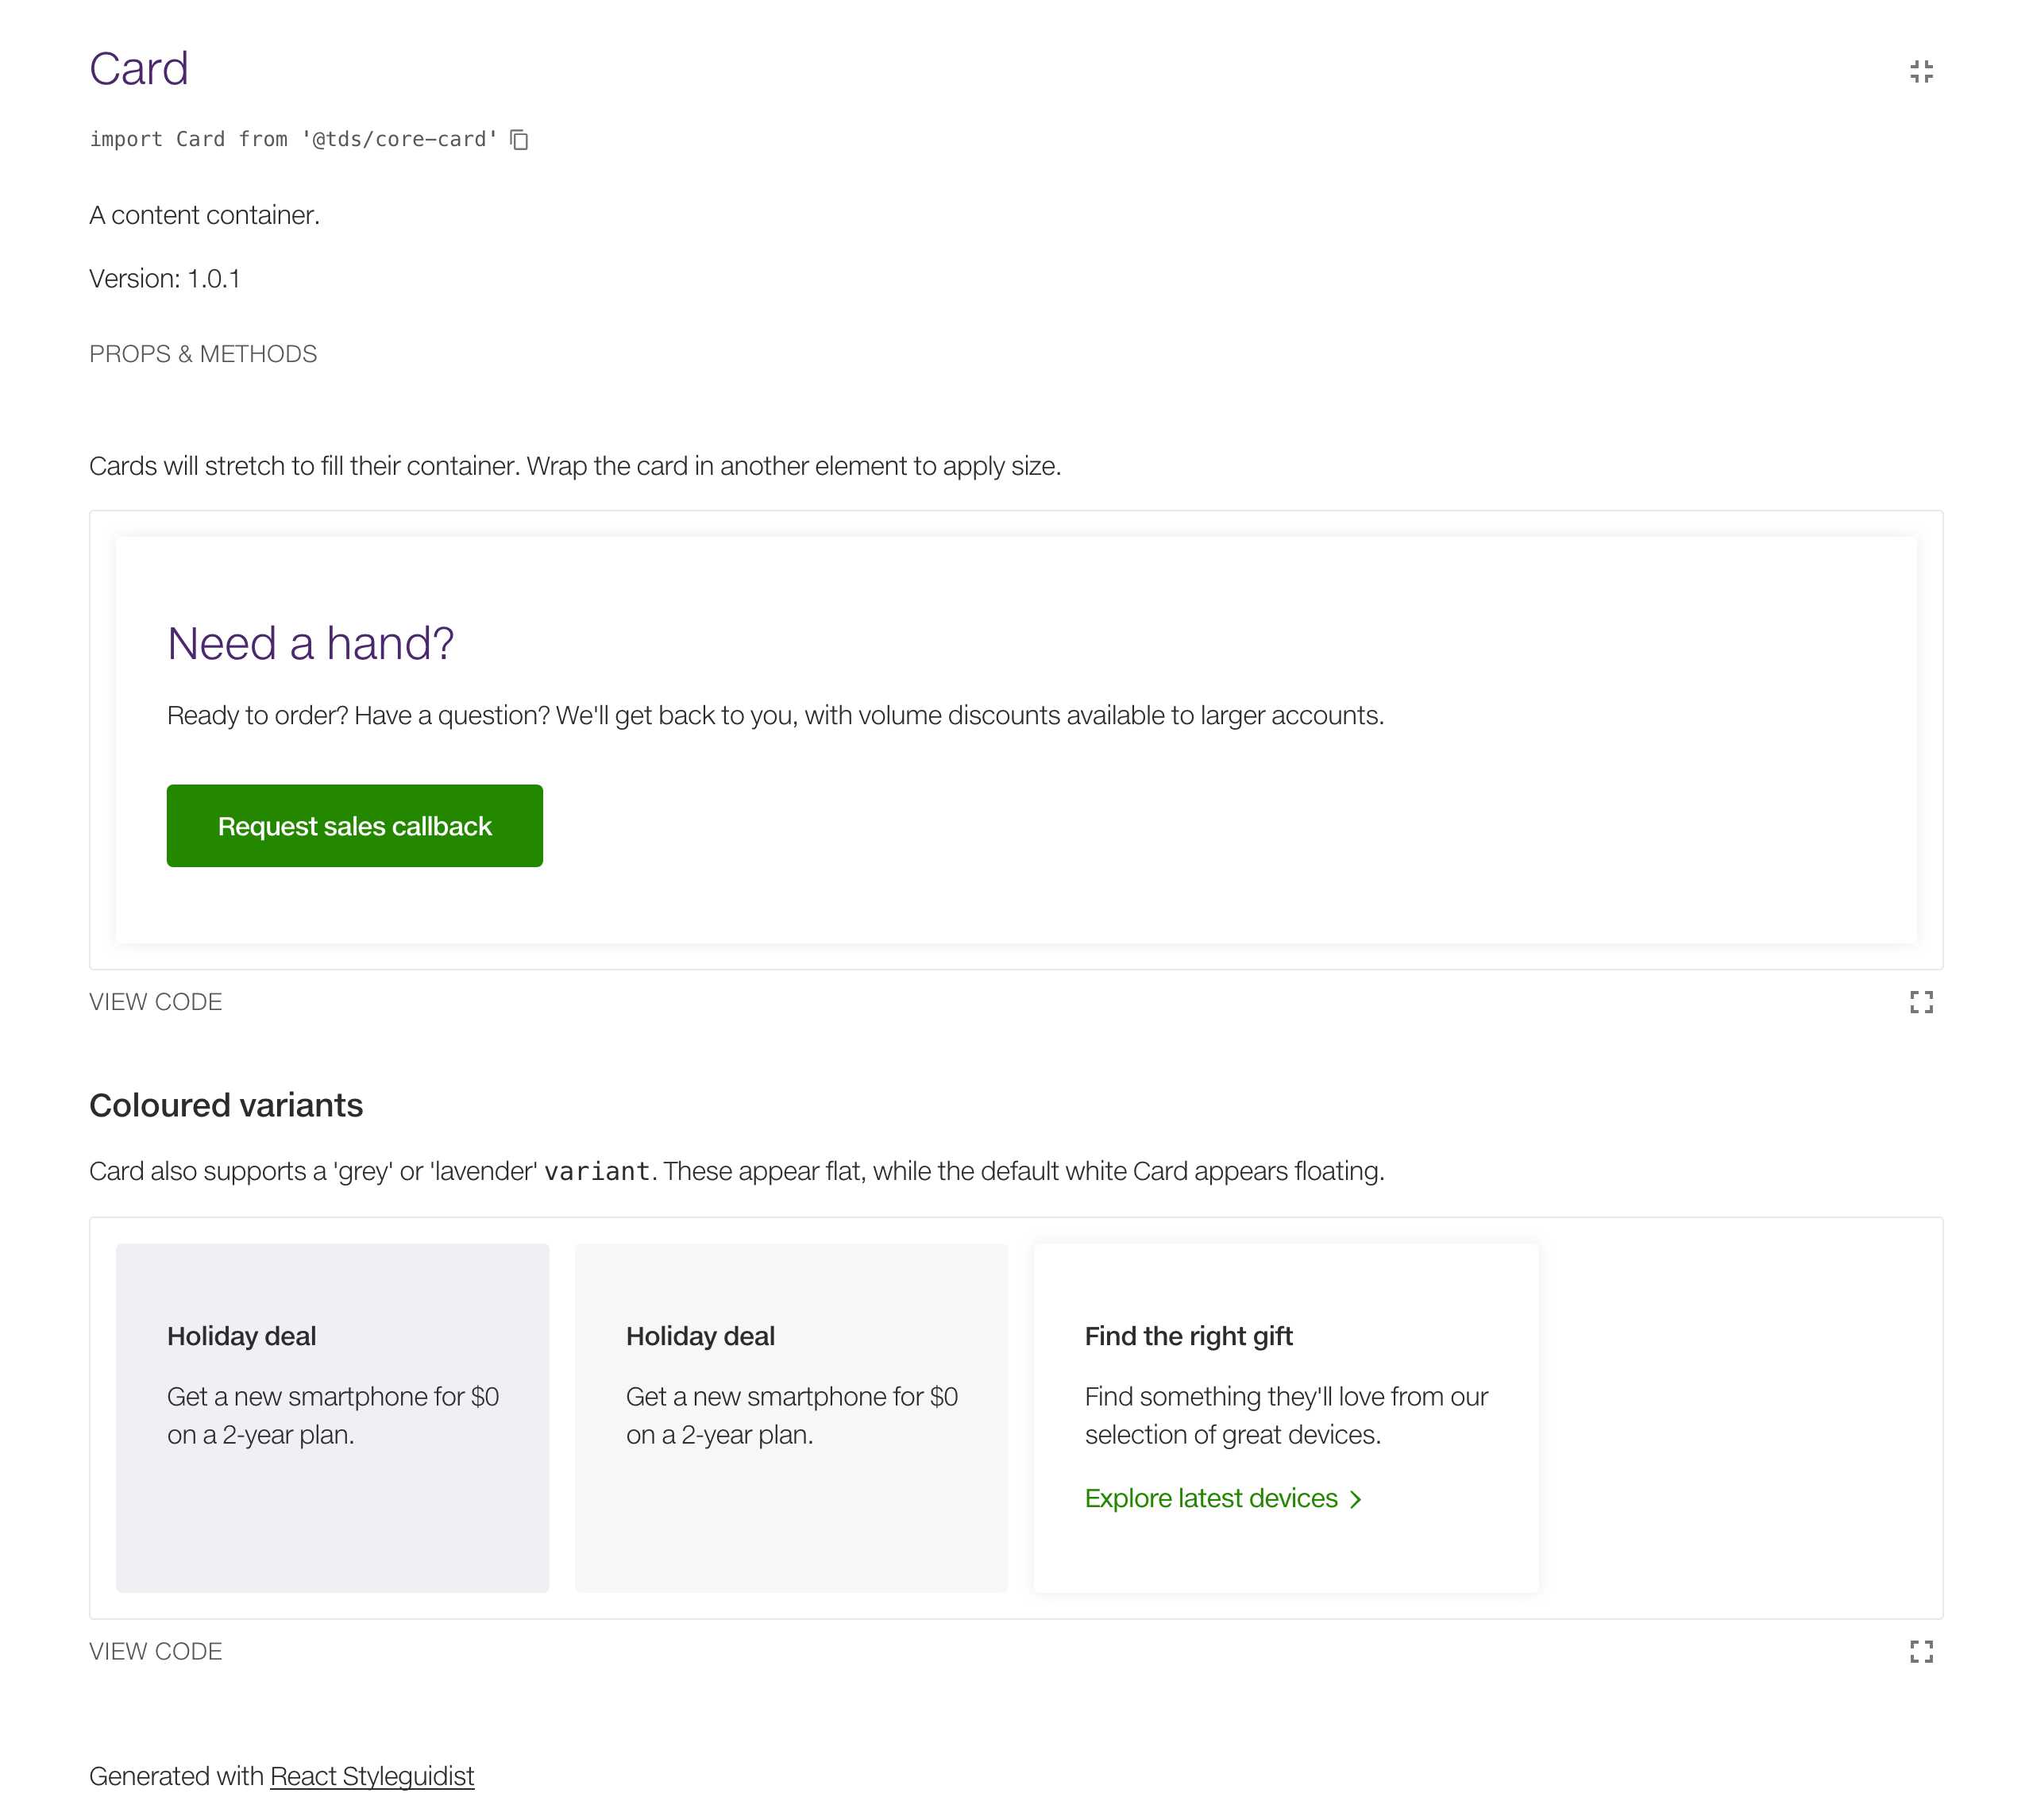 Card
import Card from '@tds/core-card'
A content container.
Version: 1.0.1
PROPS & METHODS
Cards will stretch to fill their container. Wrap the card in another element to apply size.
Need a hand?
Ready to order? Have a question? We'll get back to you, with volume discounts available to larger accounts.
Request sales callback
VIEW CODE
Coloured variants
Card also supports a 'grey' or 'lavender' variant. These appear flat, while the default white Card appears floating.
Holiday deal
Get a new smartphone for $0
on a 2-year plan.
Holiday deal
Get a new smartphone for $0
on a 2-year plan.
Find the right gift
Find something they'll love from our
selection of great devices.
Explore latest devices
VIEW CODE
Generated with React Styleguidist